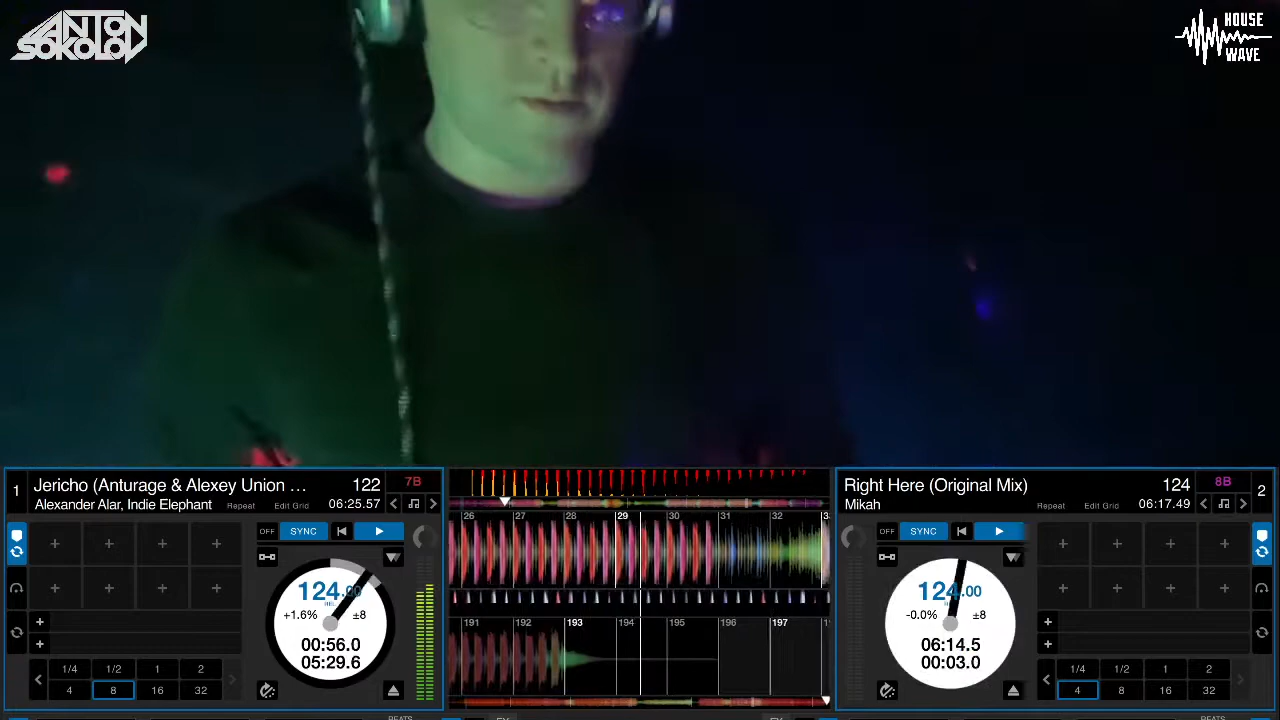 ANTON
SOKOLOV
HOUSE
WAVE
1
Jericho (Anturage & Alexey Union ...
122
7B
Alexander Alar, Indie Elephant
Repeat
Edit Grid
06:25.57
OFF
SYNC
124.00
+1.6%
±8
00:56.0
05:29.6
1/4
1/2
1
2
4
8
16
32
26
27
28
29
30
31
32
191
192
193
194
195
196
197
Right Here (Original Mix)
124
8B
2
Mikah
Repeat
Edit Grid
06:17.49
OFF
SYNC
124.00
-0.0%
±8
06:14.5
00:03.0
1/4
1/2
1
2
4
16
32